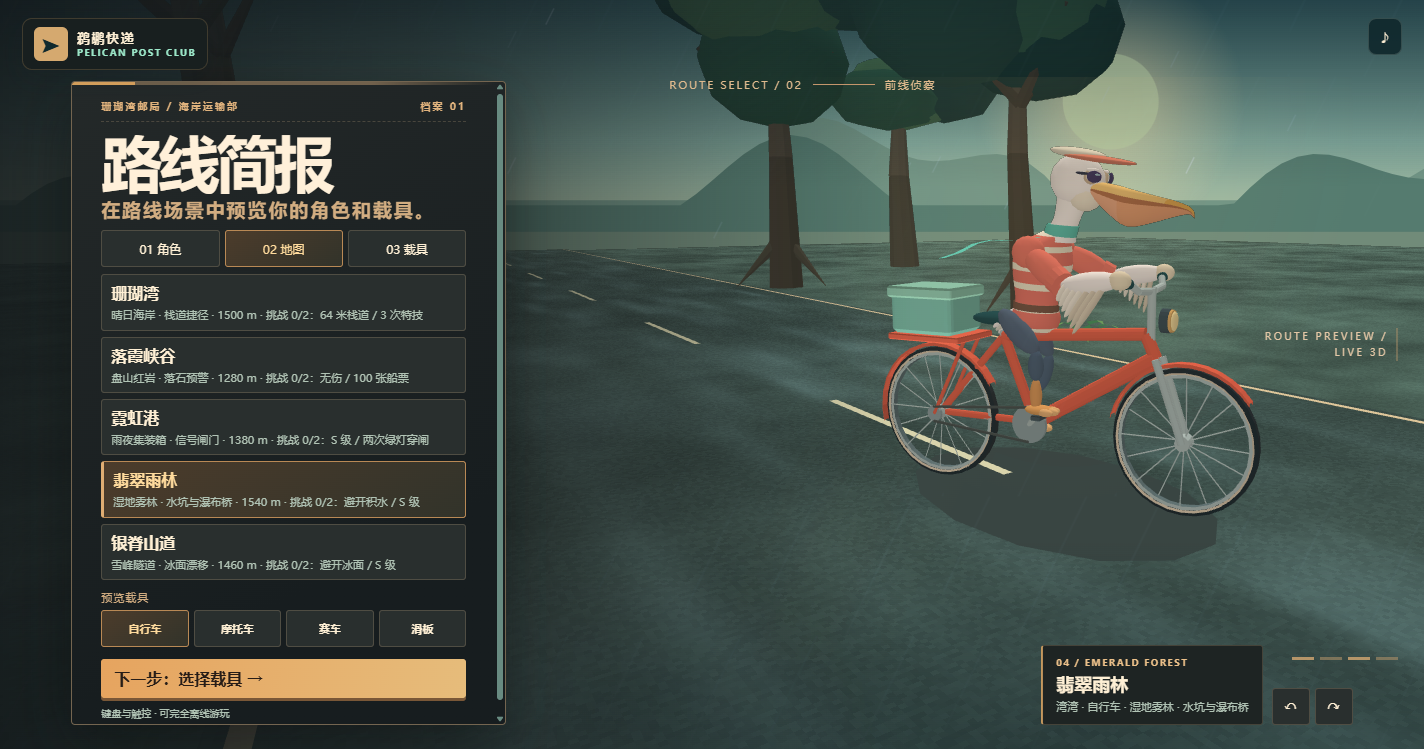 鹈鹕快递
PELICAN POST CLUB
♪
ROUTE SELECT / 02 前线侦察
珊瑚湾邮局 / 海岸运输部 档案 01
路线简报
在路线场景中预览你的角色和载具。
01 角色 02 地图 03 载具
珊瑚湾
晴日海岸 · 栈道捷径 · 1500 m · 挑战 0/2：64 米栈道 / 3 次特技
落霞峡谷
盘山红岩 · 落石预警 · 1280 m · 挑战 0/2：无伤 / 100 张船票
霓虹港
雨夜集装箱 · 信号闸门 · 1380 m · 挑战 0/2：S 级 / 两次绿灯穿闸
翡翠雨林
湿地雾林 · 水坑与瀑布桥 · 1540 m · 挑战 0/2：避开积水 / S 级
银脊山道
雪峰隧道 · 冰面漂移 · 1460 m · 挑战 0/2：避开冰面 / S 级
预览载具
自行车 摩托车 赛车 滑板
下一步：选择载具 →
键盘与触控 · 可完全离线游玩
ROUTE PREVIEW /
LIVE 3D
04 / EMERALD FOREST
翡翠雨林
湾湾 · 自行车 · 湿地雾林 · 水坑与瀑布桥